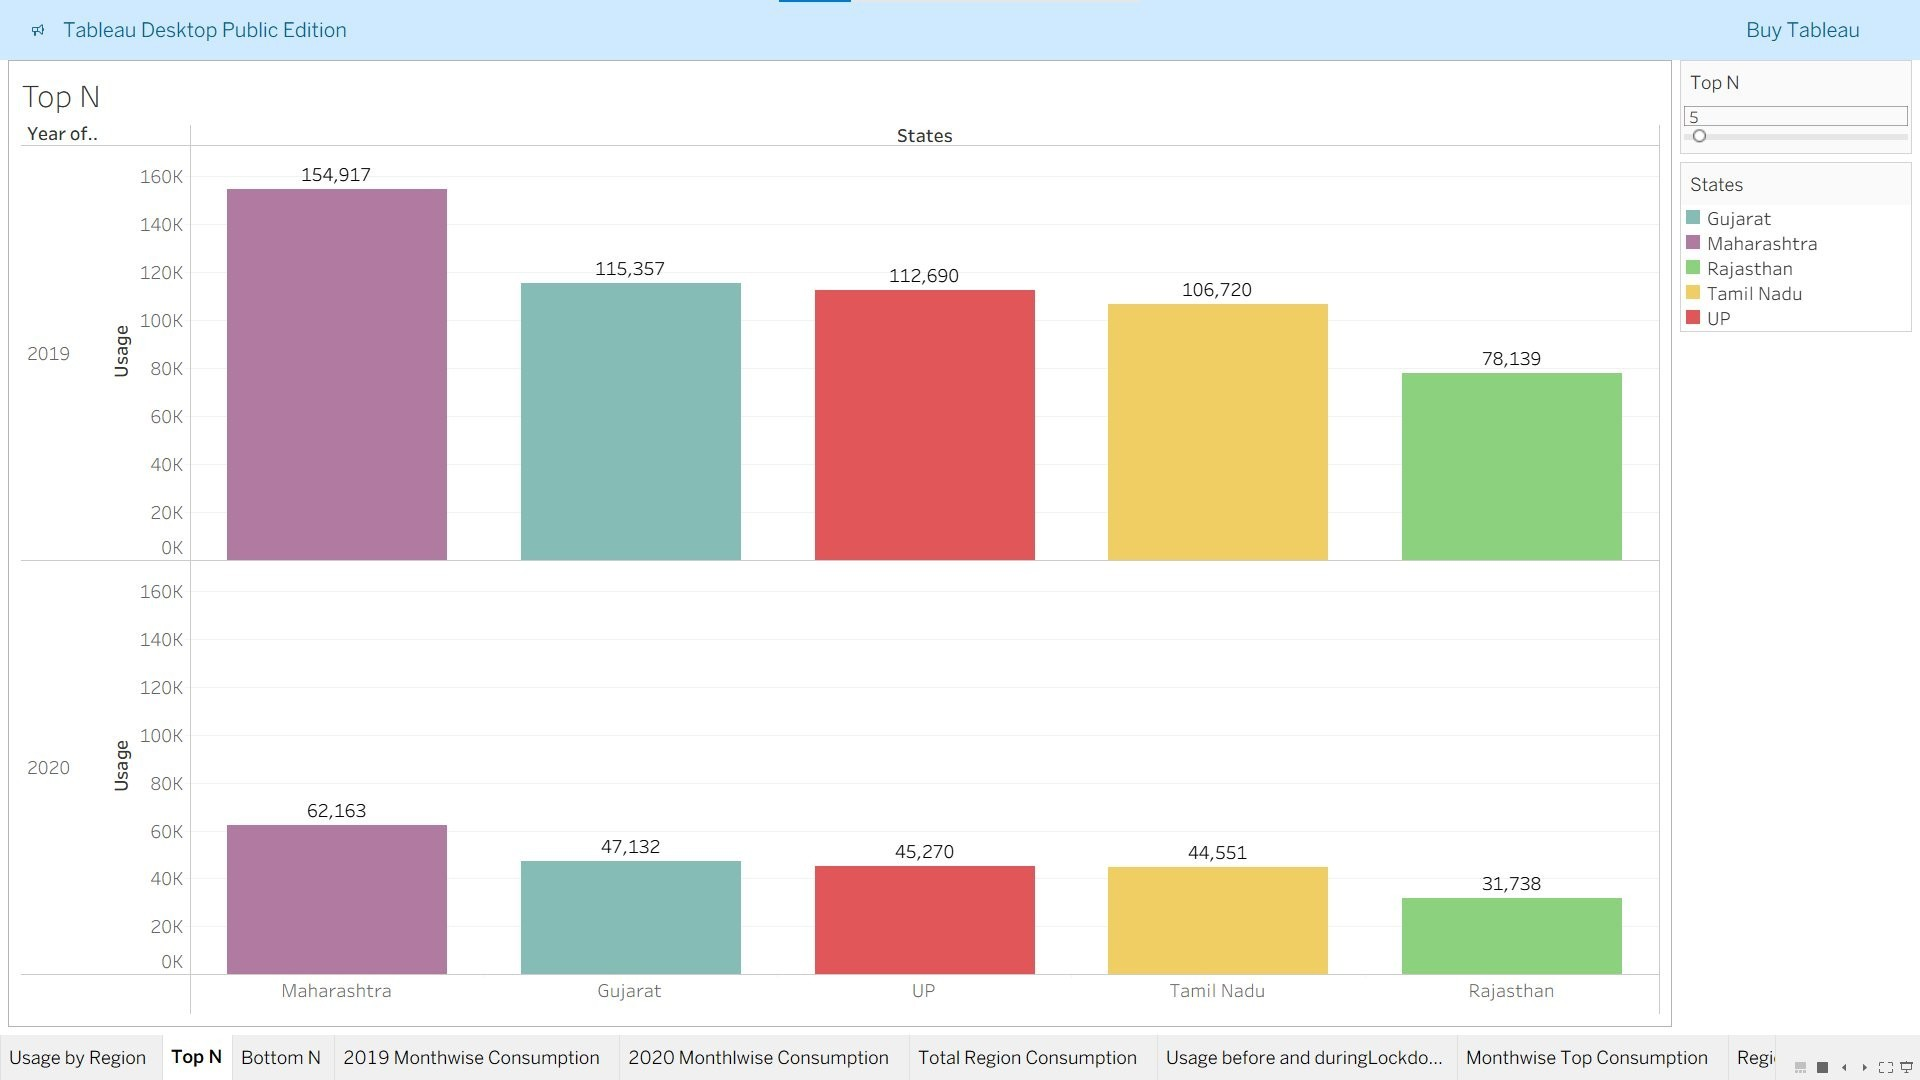 Tableau Desktop Public Edition
Buy Tableau
Top N
Year of..
States
160K
140K
120K
100K
80K
60K
40K
20K
0K
2019
Usage
154,917
115,357
112,690
106,720
78,139
160K
140K
120K
100K
80K
60K
40K
20K
0K
2020
Usage
62,163
47,132
45,270
44,551
31,738
Maharashtra
Gujarat
UP
Tamil Nadu
Rajasthan
Top N
5
States
Gujarat
Maharashtra
Rajasthan
Tamil Nadu
UP
Usage by Region
Top N
Bottom N
2019 Monthwise Consumption
2020 Monthlwise Consumption
Total Region Consumption
Usage before and duringLockdo...
Monthwise Top Consumption
Regi